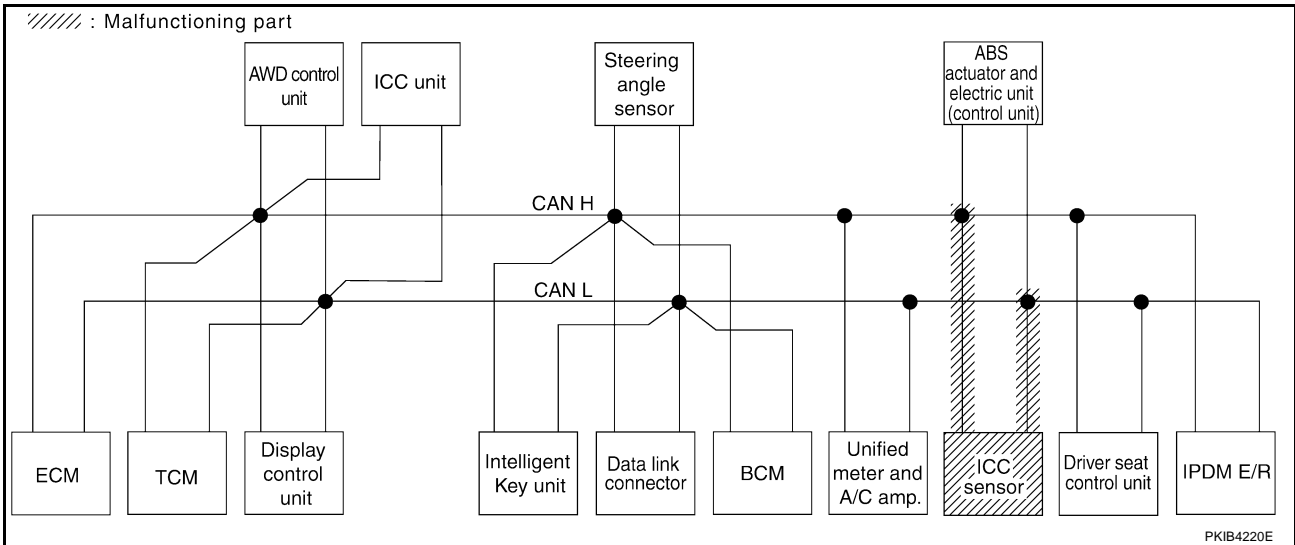 : Malfunctioning part
AWD control
unit
ICC unit
Steering
angle
sensor
ABS
actuator and
electric unit
(control unit)
CAN H
CAN L
ECM
TCM
Display
control
unit
Intelligent
Key unit
Data link
connector
BCM
Unified
meter and
A/C amp.
ICC
sensor
Driver seat
control unit
IPDM E/R
PKIB4220E